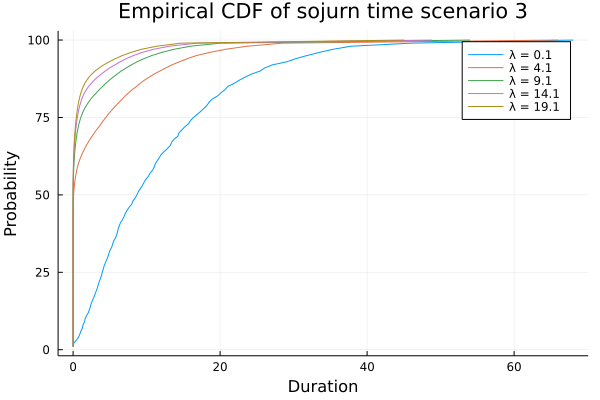 Empirical CDF of sojurn time scenario 3
Probability
100
75
50
25
0
λ = 0.1
λ = 4.1
λ = 9.1
λ = 14.1
λ = 19.1
0 20 40 60
Duration